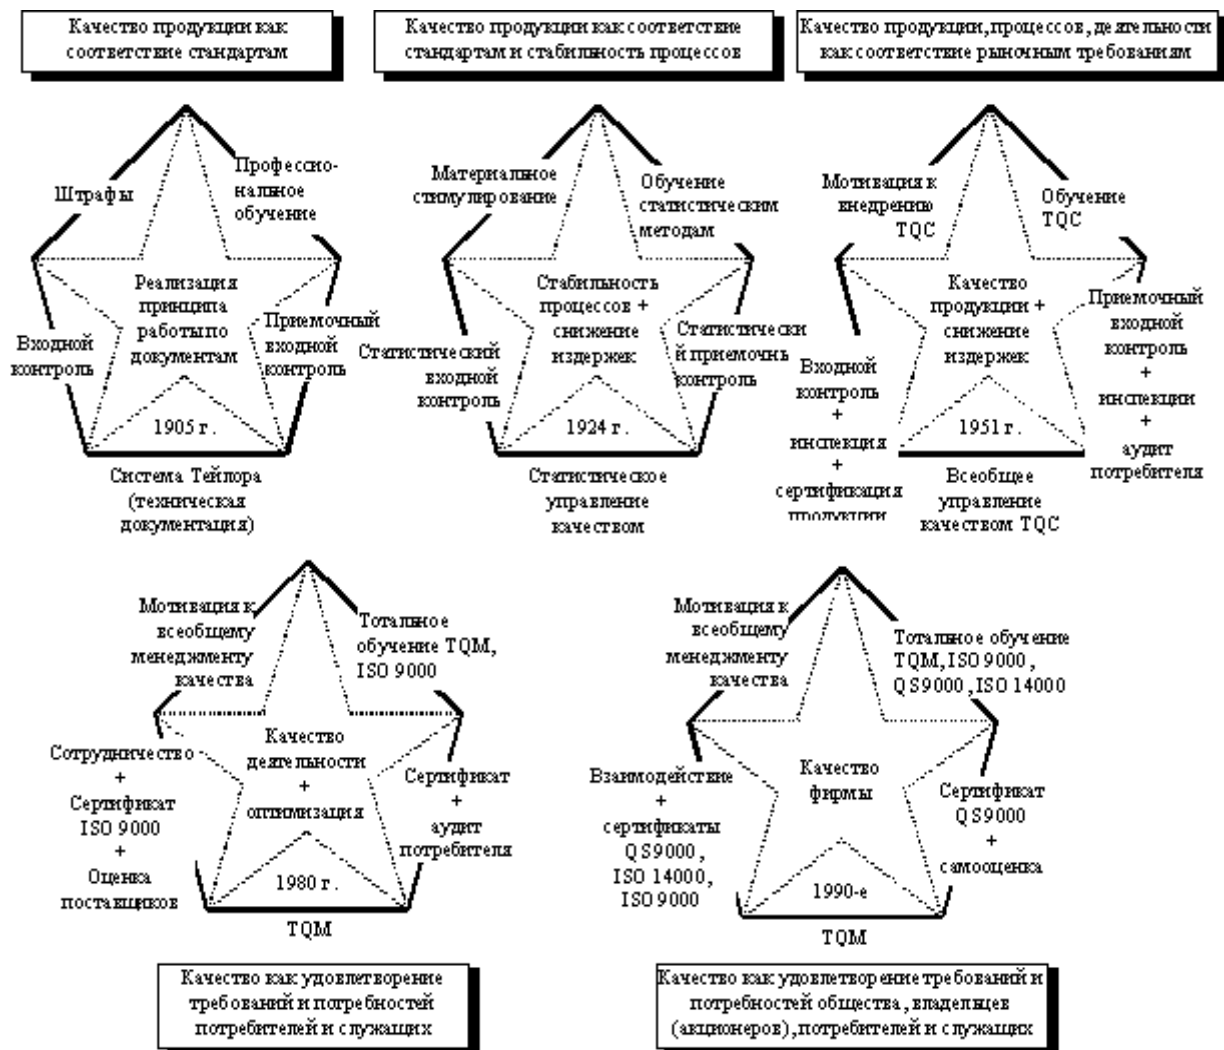 Качество продукции как
соответствие стандартам
Качество продукции как соответствие
стандартам и стабильность процессов
Качество продукции, процессов, деятельности
как соответствие рыночным требованиям
Штрафы
Профессио-
нальное
обучение
Реализация
принципа
работы по
документам
Входной
контроль
Приемочный
входной
контроль
1905 г.
Система Тейлора
(техническая
документация)
Материальное
стимулирование
Обучение
статистическим
методам
Стабильность
процессов +
снижение
издержек
Статистический
входной
контроль
Статистически
й приемочнь
контроль
1924 г.
Статистическое
управление
качеством
Мотивация к
внедрению
TQC
Обучение
TQC
Качество
продукции +
снижение
издержек
Входной
контроль
+
инспекция
+
сертификация
продукции
Приемочный
входной
контроль
+
инспекции
+
аудит
потребителя
1951 г.
Всеобщее
управление
качеством TQC
Мотивация к
всеобщему
менеджменту
качества
Тотальное
обучение TQM,
ISO 9000
Качество
деятельности
+
оптимизация
Сотрудничество
+
Сертификат
ISO 9000
+
Оценка
поставщиков
Сертификат
+
аудит
потребителя
1980 г.
TQM
Качество как удовлетворение
требований и потребностей
потребителей и служащих
Мотивация к
всеобщему
менеджменту
качества
Тотальное обучение
TQM, ISO 9000,
QS9000, ISO 14000
Качество
фирмы
Взаимодействие
+
сертификаты
QS9000,
ISO 14000,
ISO 9000
Сертификат
QS9000
+
самооценка
1990-е
TQM
Качество как удовлетворение требований и
потребностей общества, владельцев
(акционеров), потребителей и служащих